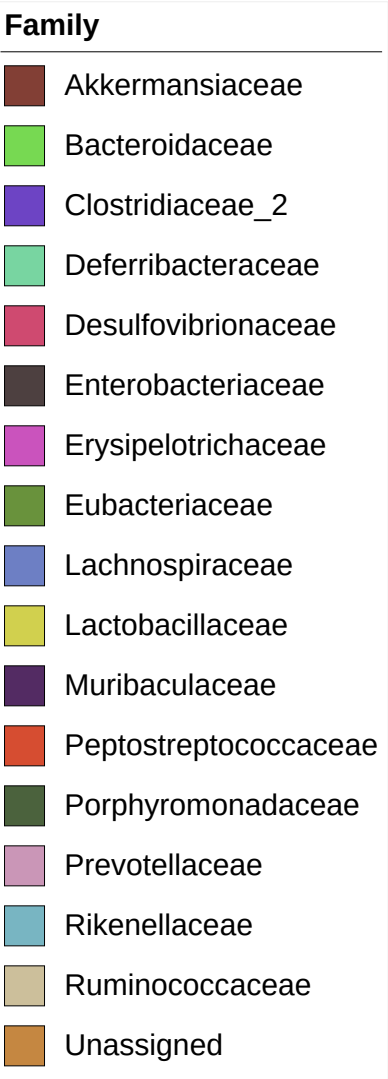 Family
Akkermansiaceae
Bacteroidaceae
Clostridiaceae_2
Deferribacteraceae
Desulfovibrionaceae
Enterobacteriaceae
Erysipelotrichaceae
Eubacteriaceae
Lachnospiraceae
Lactobacillaceae
Muribaculaceae
Peptostreptococcaceae
Porphyromonadaceae
Prevotellaceae
Rikenellaceae
Ruminococcaceae
Unassigned